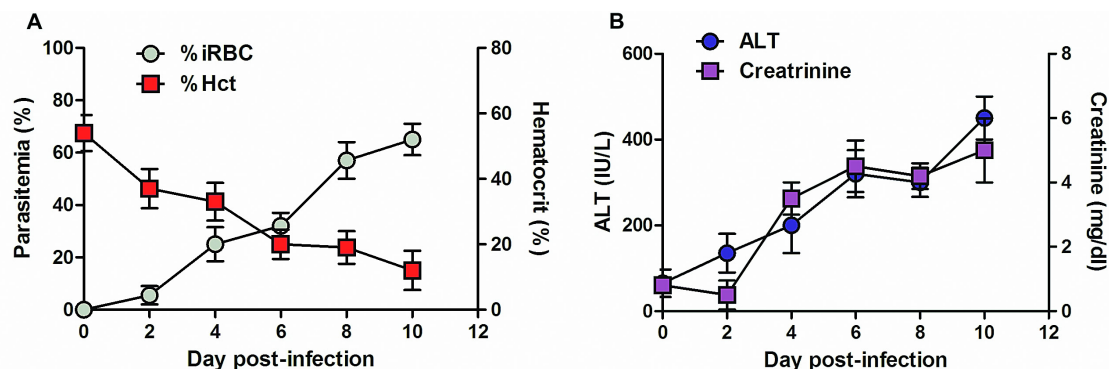 A
% iRBC
% Hct
100
80
60
40
20
0
Parasitemia (%)
80
60
40
20
0
Hematocrit (%)
0 2 4 6 8 10 12
Day post-infection
B
ALT
Creatrinine
600
400
200
0
ALT (IU/L)
8
6
4
2
0
Creatinine (mg/dl)
0 2 4 6 8 10 12
Day post-infection